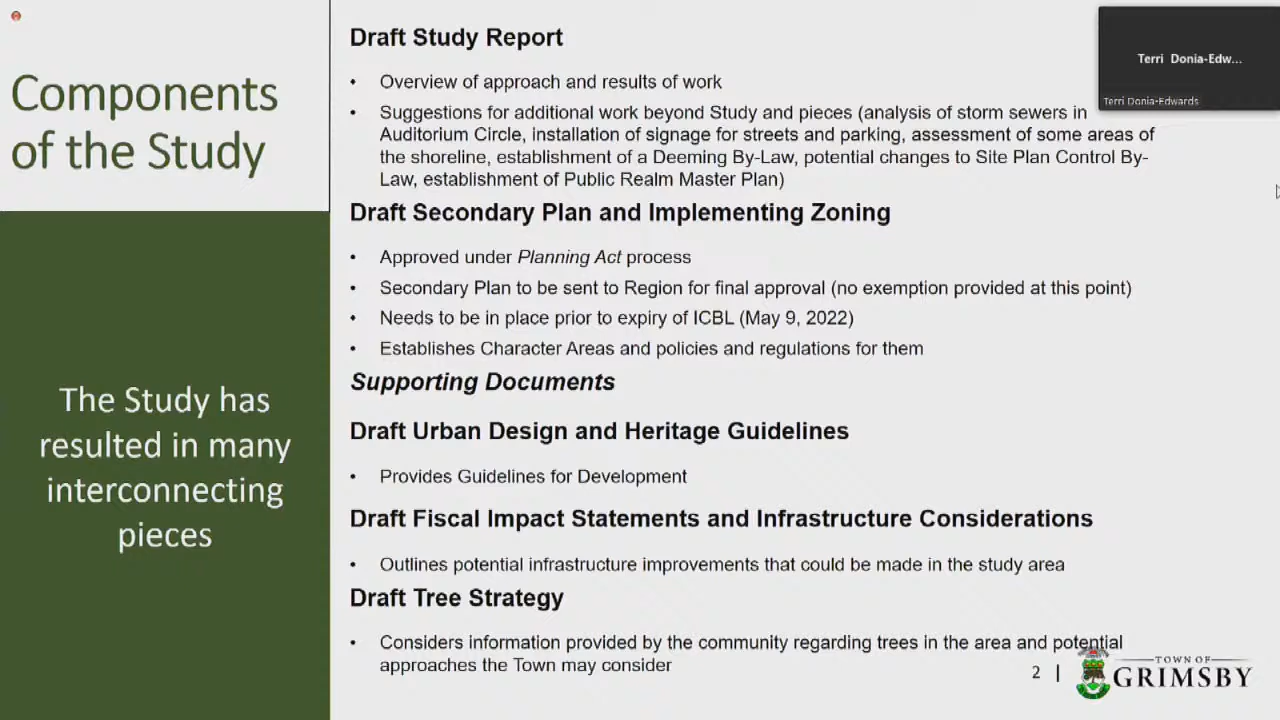 Components
of the Study
The Study has
resulted in many
interconnecting
pieces
Draft Study Report
• Overview of approach and results of work
• Suggestions for additional work beyond Study and pieces (analysis of storm sewers in
Auditorium Circle, installation of signage for streets and parking, assessment of some areas of
the shoreline, establishment of a Deeming By-Law, potential changes to Site Plan Control By-
Law, establishment of Public Realm Master Plan)
Draft Secondary Plan and Implementing Zoning
• Approved under Planning Act process
• Secondary Plan to be sent to Region for final approval (no exemption provided at this point)
• Needs to be in place prior to expiry of ICBL (May 9, 2022)
• Establishes Character Areas and policies and regulations for them
Supporting Documents
Draft Urban Design and Heritage Guidelines
• Provides Guidelines for Development
Draft Fiscal Impact Statements and Infrastructure Considerations
• Outlines potential infrastructure improvements that could be made in the study area
Draft Tree Strategy
• Considers information provided by the community regarding trees in the area and potential
approaches the Town may consider
Terri Donia-Edw...
Terri Donia-Edwards
2 |
TOWN OF
GRIMSBY